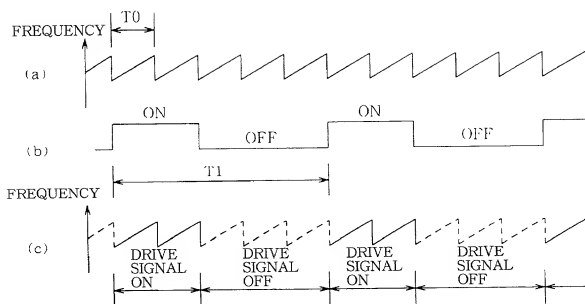 FREQUENCY
T0
(a)
ON
ON
(b)
OFF
OFF
T1
FREQUENCY
(c)
DRIVE
SIGNAL
ON
DRIVE
SIGNAL
OFF
DRIVE
SIGNAL
ON
DRIVE
SIGNAL
OFF